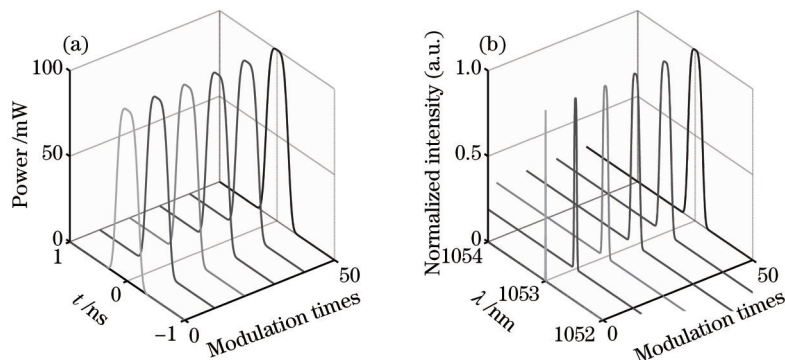 (a)
100
50
0
Power /mW
1
0
−1
t /ns
0
50
Modulation times
(b)
1.0
0.5
0
Normalized intensity (a.u.)
1054
1053
1052
λ /nm
0
50
Modulation times